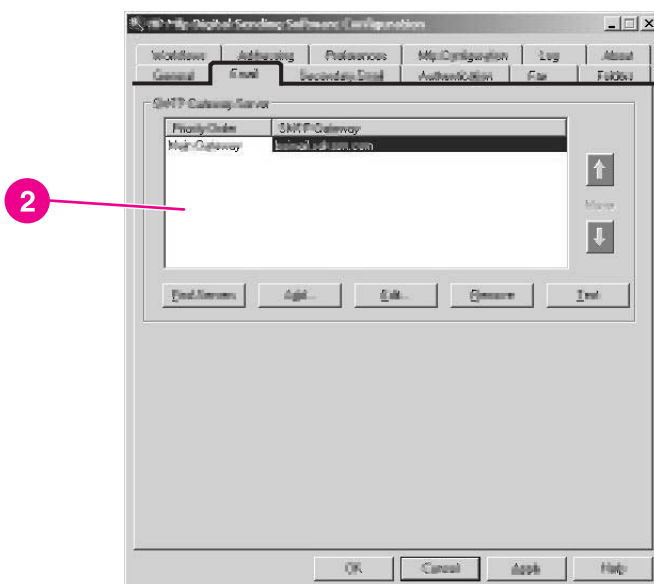 Digital Sending Software Configuration
Workflows Addressing Preferences Mfp Configuration Log About
General Email Secondary Email Authentication Fax Folders
SMTP Gateway Server
Priority Order SMTP Gateway
Main Gateway
2
Move
Find Servers Add... Edit... Remove Test
OK Cancel Apply Help